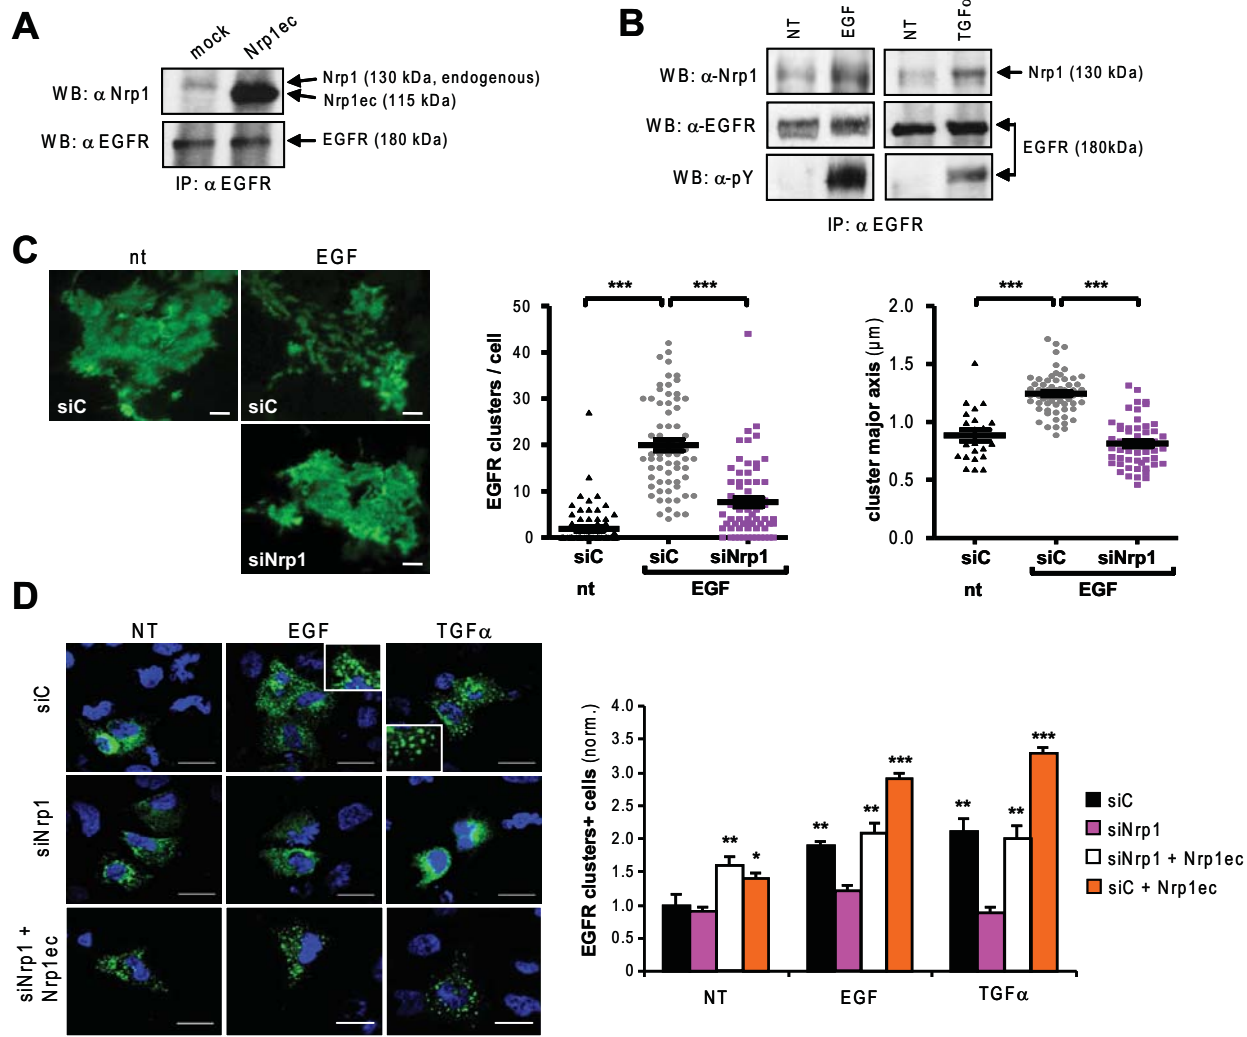 A
mock
Nrp1ec
WB: α Nrp1
Nrp1 (130 kDa, endogenous)
Nrp1ec (115 kDa)
WB: α EGFR
EGFR (180 kDa)
IP: α EGFR
B
NT
EGF
NT
WB: α-Nrp1
Nrp1 (130 kDa)
WB: α-EGFR
EGFR (180kDa)
WB: α-pY
IP: α EGFR
C
nt
EGF
siC
siC
siNrp1
EGFR clusters / cell
50
40
30
20
10
0
***
***
siC
siC
siNrp1
nt
EGF
cluster major axis (μm)
2.0
1.5
1.0
0.5
0.0
***
***
siC
siC
siNrp1
nt
EGF
D
NT
EGF
TGFα
siC
siNrp1
siNrp1 +
Nrp1ec
EGFR clusters+ cells (norm.)
4.0
3.5
3.0
2.5
2.0
1.5
1.0
0.5
0
**
*
**
**
***
**
**
***
NT
EGF
TGFα
siC
siNrp1
siNrp1 + Nrp1ec
siC + Nrp1ec